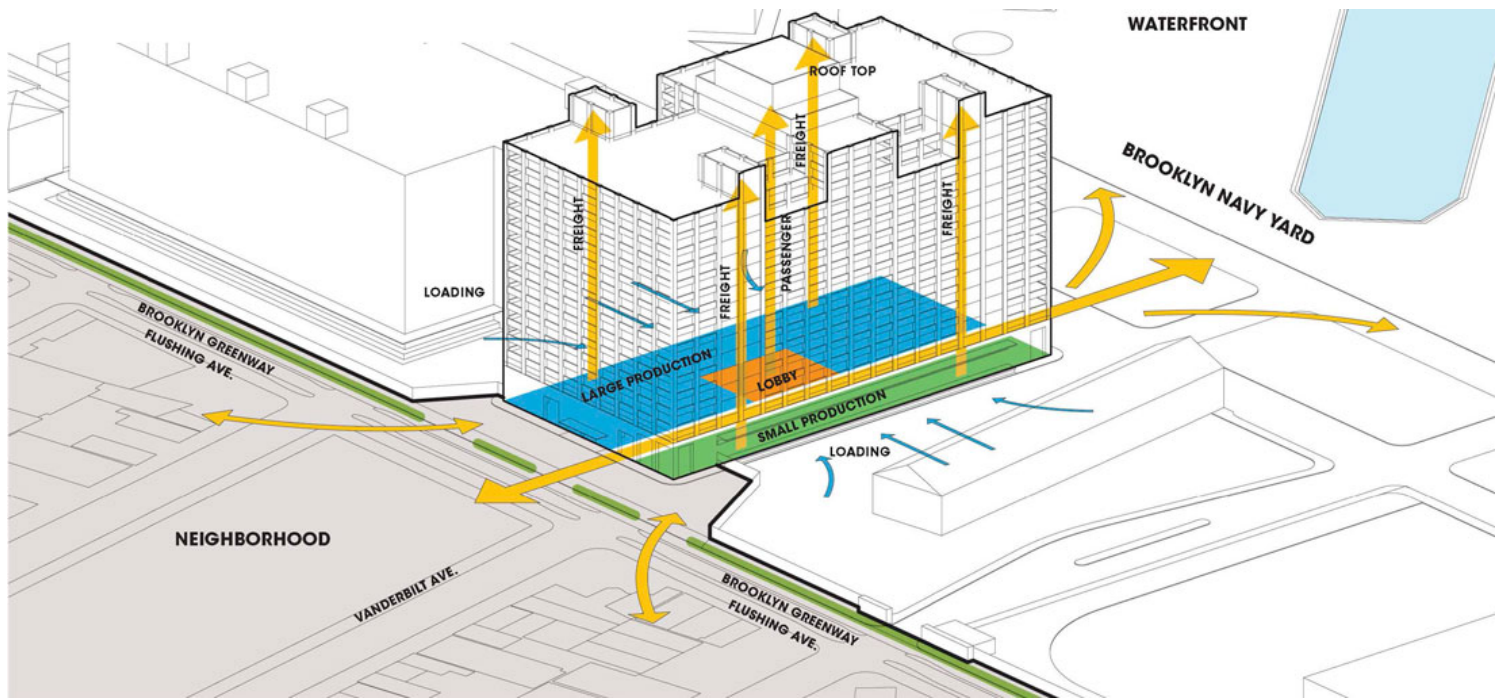 WATERFRONT
ROOF TOP
BROOKLYN NAVY YARD
FREIGHT
FREIGHT
FREIGHT
FREIGHT
PASSENGER
LOADING
BROOKLYN GREENWAY
FLUSHING AVE.
LARGE PRODUCTION
LOBBY
SMALL PRODUCTION
LOADING
NEIGHBORHOOD
VANDERBILT AVE.
BROOKLYN GREENWAY
FLUSHING AVE.